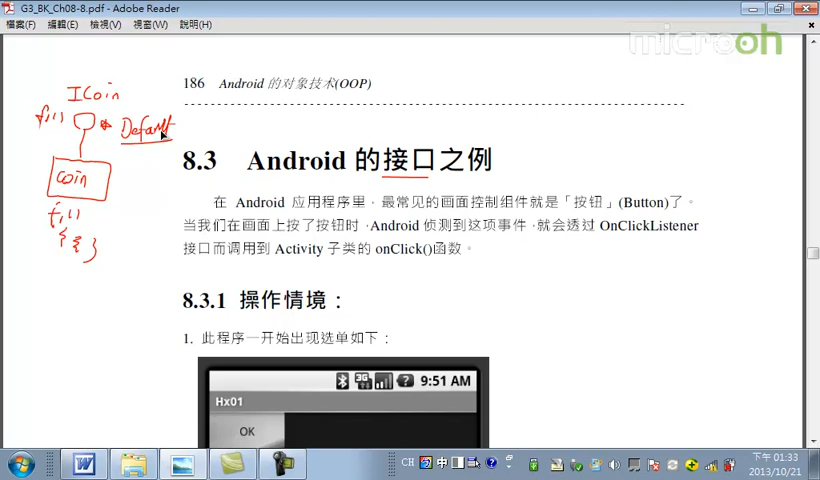 G3_BK_Ch08-8.pdf - Adobe Reader
檔案(F) 編輯(E) 檢視(V) 視窗(W) 說明(H)
microoh
ICoin
f1()
Default
coin
f1()
{ { }
186 Android 的对象技术(OOP)
8.3 Android 的接口之例
在 Android 应用程序里，最常见的画面控制组件就是「按钮」(Button)了。
当我们在画面上按了按钮时，Android 侦测到这项事件，就会透过 OnClickListener
接口而调用到 Activity 子类的 onClick()函数。
8.3.1 操作情境：
1. 此程序一开始出现选单如下：
3G 9:51 AM
Hx01
OK
CH 中
下午 01:33
2013/10/21